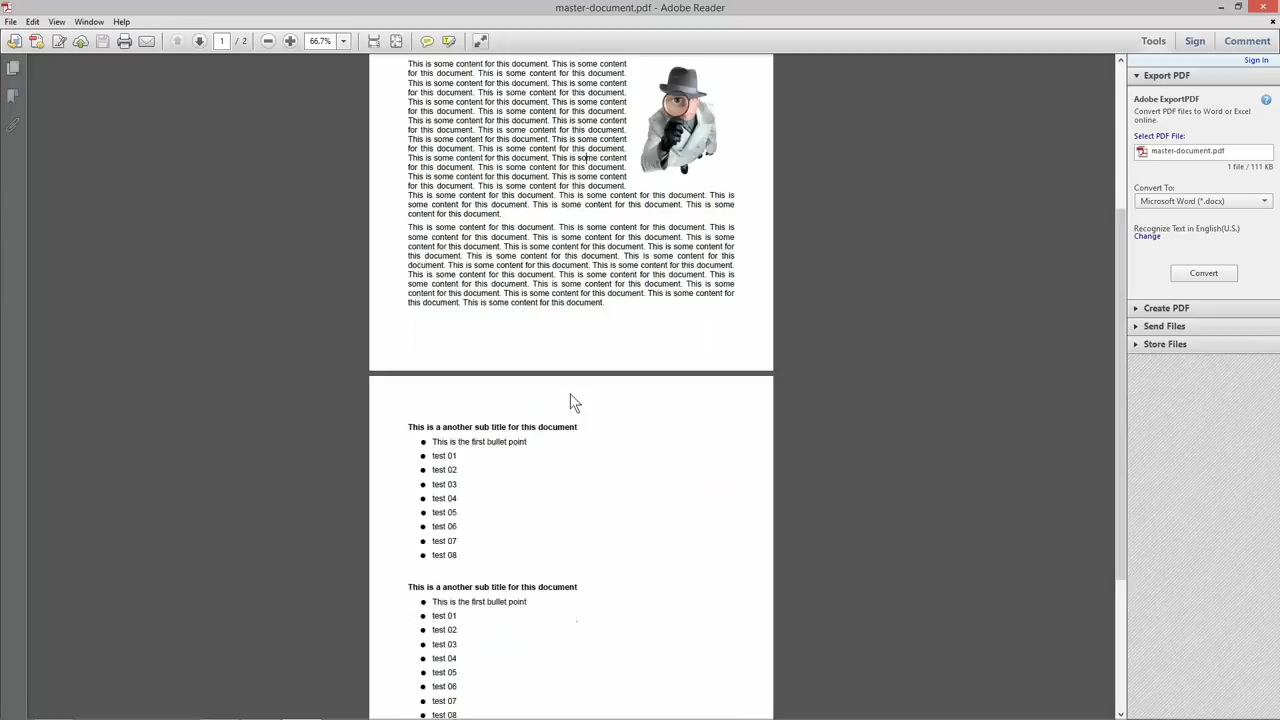 master-document.pdf - Adobe Reader
File Edit View Window Help
1 / 2 66.7% Tools Sign Comment
Sign In
Export PDF
Adobe ExportPDF
Convert PDF files to Word or Excel
online.
Select PDF File:
master-document.pdf
1 file / 111 KB
Convert To:
Microsoft Word (*.docx)
Recognize Text in English(U.S.)
Change
Convert
Create PDF
Send Files
Store Files
This is some content for this document. This is some content
for this document. This is some content for this document.
This is some content for this document. This is some content
for this document. This is some content for this document.
This is some content for this document. This is some content
for this document. This is some content for this document.
This is some content for this document. This is some content
for this document. This is some content for this document.
This is some content for this document. This is some content
for this document. This is some content for this document.
This is some content for this document. This is some content
for this document. This is some content for this document.
This is some content for this document. This is some content
for this document. This is some content for this document.
This is some content for this document. This is some content for this document. This is
some content for this document. This is some content for this document. This is some
content for this document.
This is some content for this document. This is some content for this document. This is
some content for this document. This is some content for this document. This is some
content for this document. This is some content for this document. This is some content
for this document. This is some content for this document. This is some content for this
document. This is some content for this document. This is some content for this document.
This is some content for this document. This is some content for this document. This is
some content for this document. This is some content for this document. This is some
content for this document. This is some content for this document. This is some content for
this document. This is some content for this document.
This is a another sub title for this document
● This is the first bullet point
● test 01
● test 02
● test 03
● test 04
● test 05
● test 06
● test 07
● test 08
This is a another sub title for this document
● This is the first bullet point
● test 01
● test 02
● test 03
● test 04
● test 05
● test 06
● test 07
● test 08